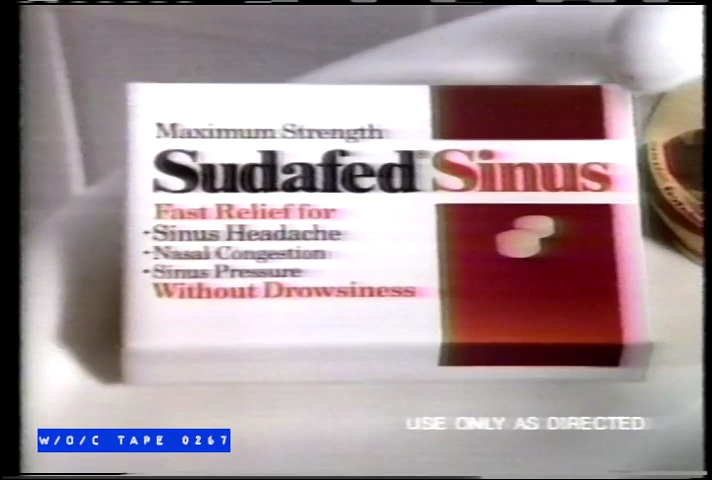 Maximum Strength
Sudafed® Sinus
Fast Relief for
• Sinus Headache
• Nasal Congestion
• Sinus Pressure
Without Drowsiness
USE ONLY AS DIRECTED
W/O/C TAPE 0267